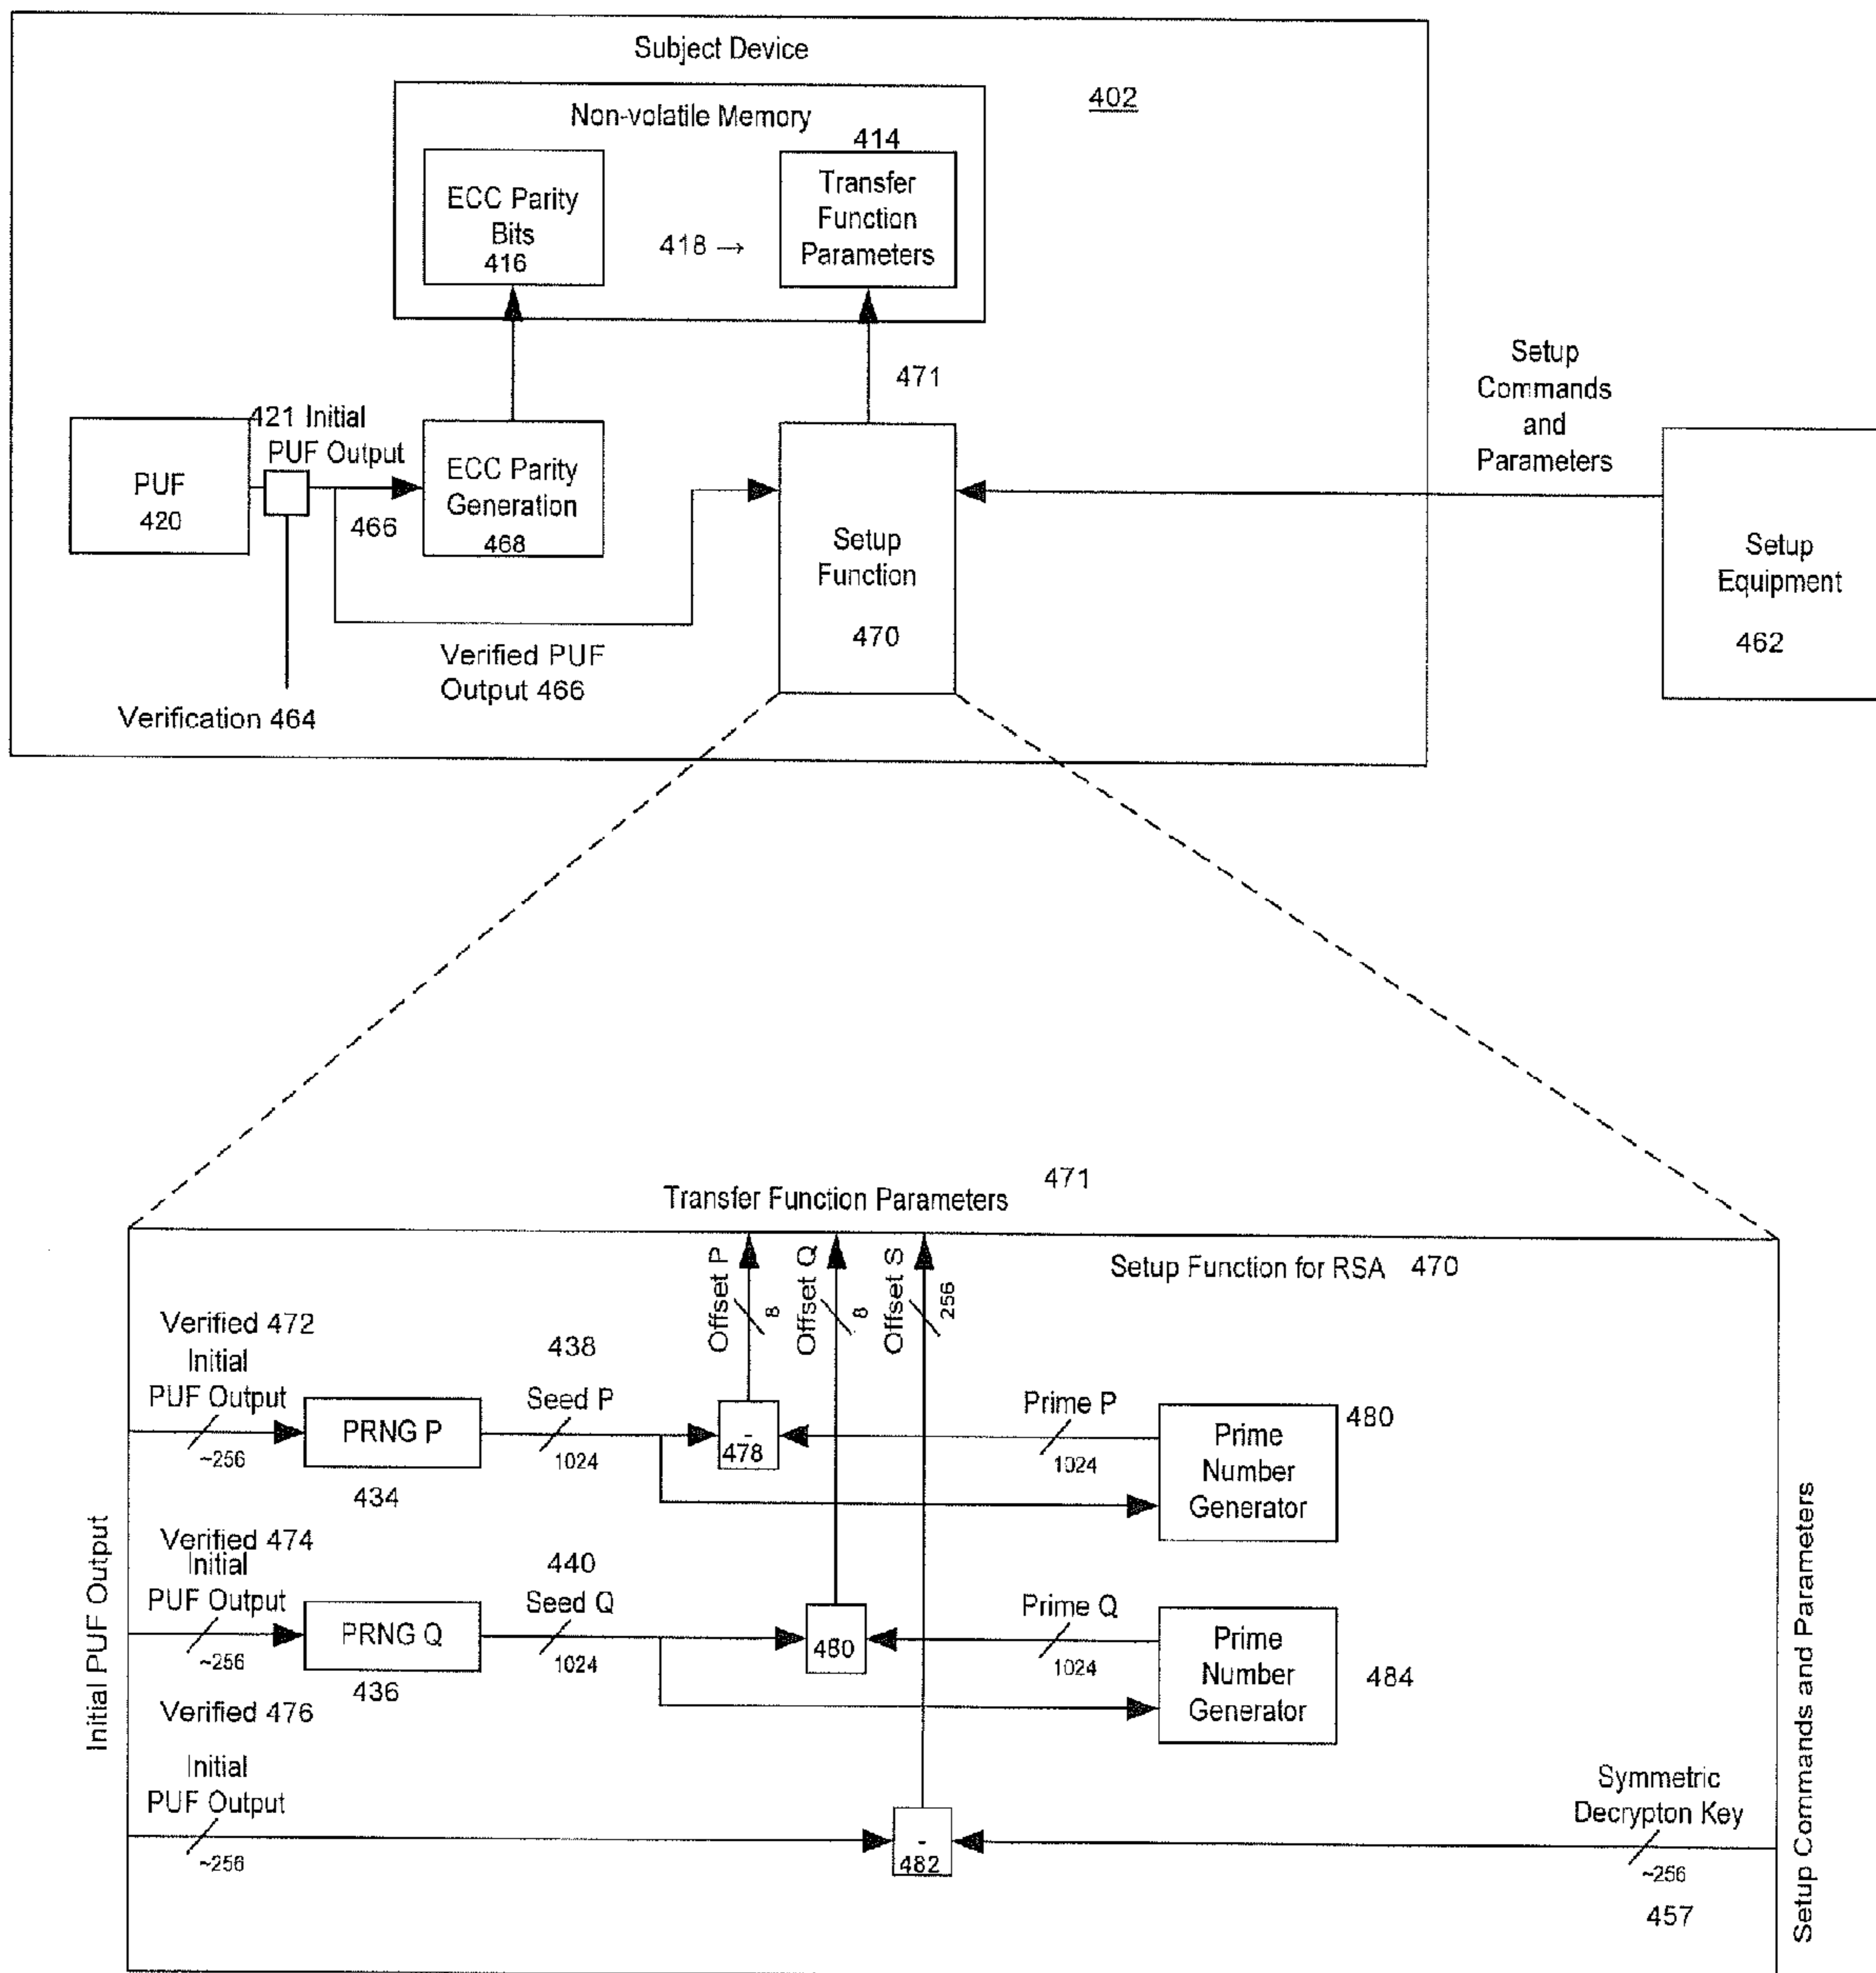 Subject Device
402
Non-volatile Memory
414
ECC Parity
Bits
416
418 →
Transfer
Function
Parameters
471
Setup
Commands
and
Parameters
421 Initial
PUF Output
PUF
420
466
ECC Parity
Generation
468
Setup
Function
470
Setup
Equipment
462
Verified PUF
Output 466
Verification 464
Transfer Function Parameters 471
Setup Function for RSA 470
Offset P
8
Offset Q
8
Offset S
256
Initial PUF Output
Verified 472
Initial
PUF Output
~256
PRNG P
434
438
Seed P
1024
-
478
Prime P
1024
Prime
Number
Generator
480
Verified 474
Initial
PUF Output
~256
PRNG Q
436
440
Seed Q
1024
480
Prime Q
1024
Prime
Number
Generator
484
Verified 476
Initial
PUF Output
~256
-
482
Symmetric
Decrypton Key
~256
457
Setup Commands and Parameters